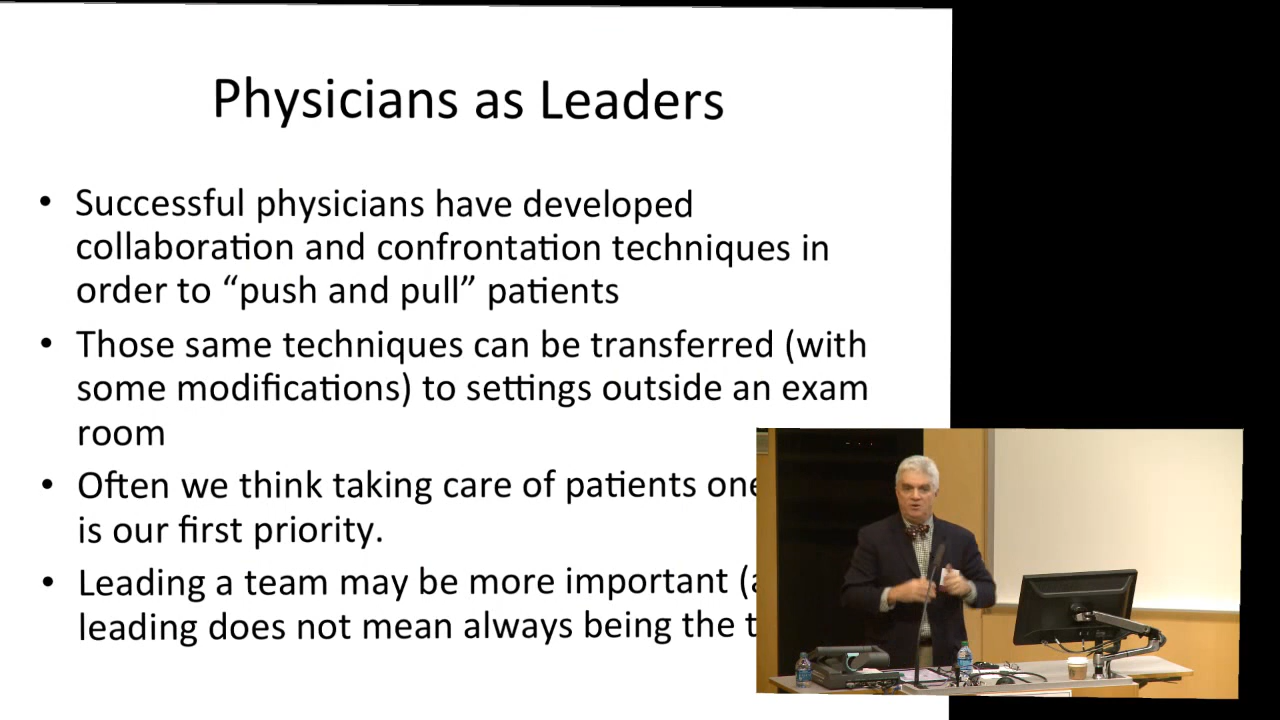 Physicians as Leaders
• Successful physicians have developed
collaboration and confrontation techniques in
order to “push and pull” patients
• Those same techniques can be transferred (with
some modifications) to settings outside an exam
room
• Often we think taking care of patients one
is our first priority.
• Leading a team may be more important (a
leading does not mean always being the t